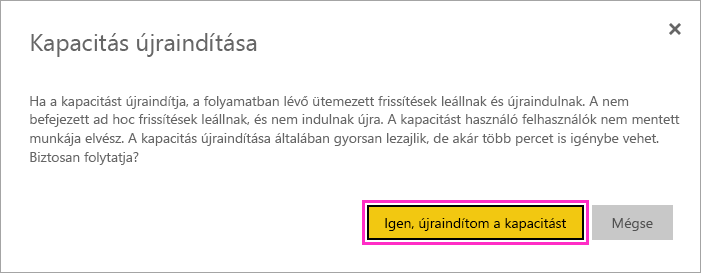 Kapacitás újraindítása
Ha a kapacitást újraindítja, a folyamatban lévő ütemezett frissítések leállnak és újraindulnak. A nem
befejezett ad hoc frissítések leállnak, és nem indulnak újra. A kapacitást használó felhasználók nem mentett
munkája elvész. A kapacitás újraindítása általában gyorsan lezajlik, de akár több percet is igénybe vehet.
Biztosan folytatja?
Igen, újraindítom a kapacitást
Mégse